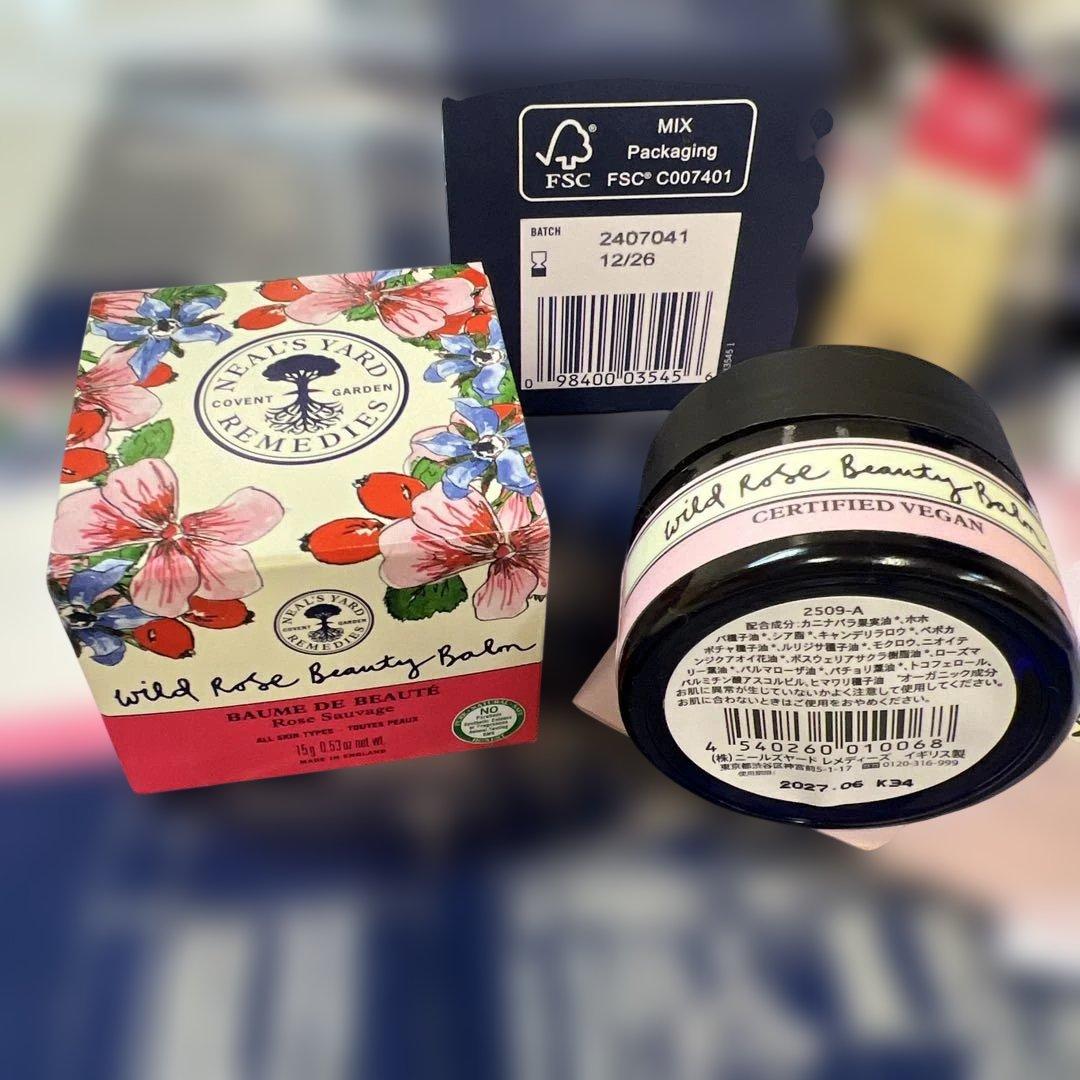 FSC®
MIX
Packaging
FSC® C007401
BATCH
2407041
12/26
0 98400 03545 6
NEAL'S YARD
COVENT GARDEN
REMEDIES
NEAL'S YARD
COVENT GARDEN
REMEDIES
Wild Rose Beauty Balm
BAUME DE BEAUTÉ
Rose Sauvage
ALL SKIN TYPES · TOUTES PEAUX
15g 0.53oz net wt.
MADE IN ENGLAND
NO
Wild Rose Beauty Balm
CERTIFIED VEGAN
2509-A
配合成分:カニナバラ果実油*、ホホ
バ種子油*、シア脂*、キャンデリラロウ*、ペポカ
ボチャ種子油*、ルリジサ種子油*、モクロウ、ニオイテ
ンジクアオイ花油*、ボスウェリアサクラ樹脂油*、ローズマ
リー葉油*、パルマローザ油*、パチョリ葉油*、トコフェロール、
パルミチン酸アスコルビル、ヒマワリ種子油 *オーガニック成分
お肌に異常が生じていないかよく注意して使用してください。
お肌に合わないときはご使用をおやめください。
4 540260 010068
(株)ニールズヤード レメディーズ イギリス製
東京都渋谷区神宮前5-1-17 0120-316-999
使用期限:
2027.06 K34